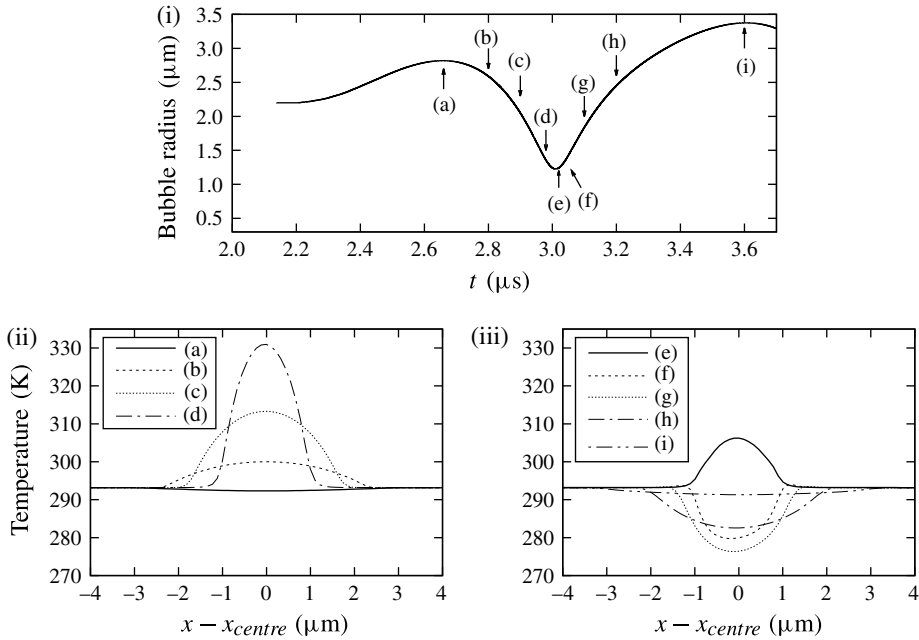 (i)
Bubble radius (μm)
3.5
3.0
2.5
2.0
1.5
1.0
0.5
(a)
(b)
(c)
(d)
(e)
(f)
(g)
(h)
(i)
2.0 2.2 2.4 2.6 2.8 3.0 3.2 3.4 3.6
t (μs)
(ii)
Temperature (K)
330
320
310
300
290
280
270
(a)
(b)
(c)
(d)
−4 −3 −2 −1 0 1 2 3 4
x − xcentre (μm)
(iii)
330
320
310
300
290
280
270
(e)
(f)
(g)
(h)
(i)
−4 −3 −2 −1 0 1 2 3 4
x − xcentre (μm)